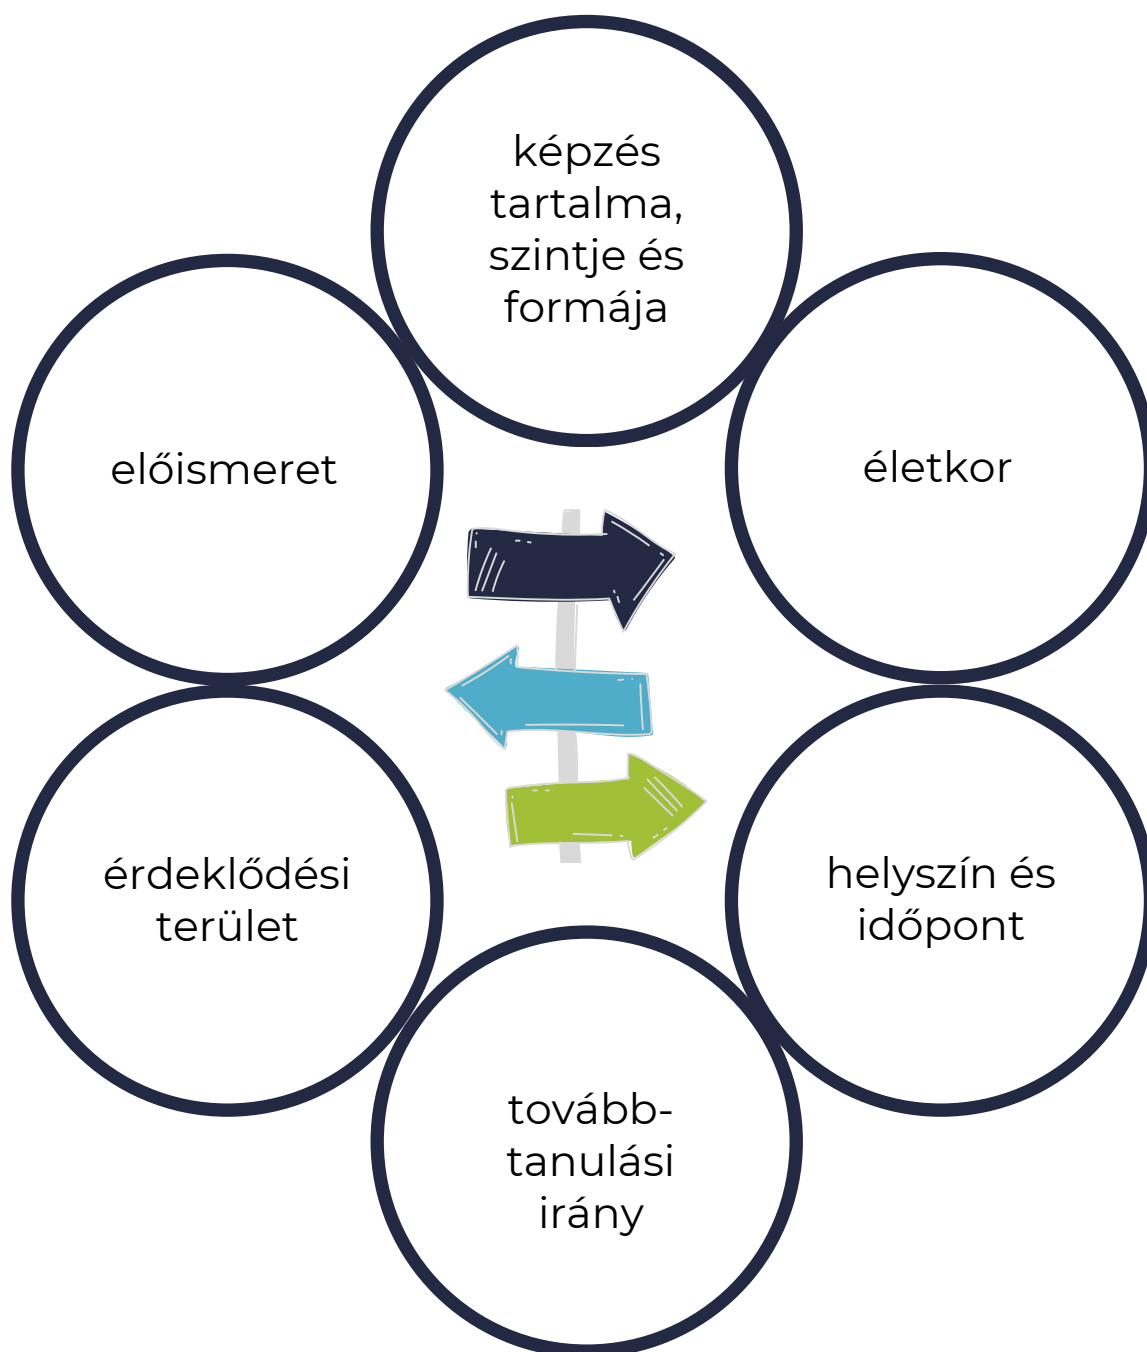 képzés
tartalma,
szintje és
formája
előismeret
életkor
érdeklődési
terület
helyszín és
időpont
tovább-
tanulási
irány